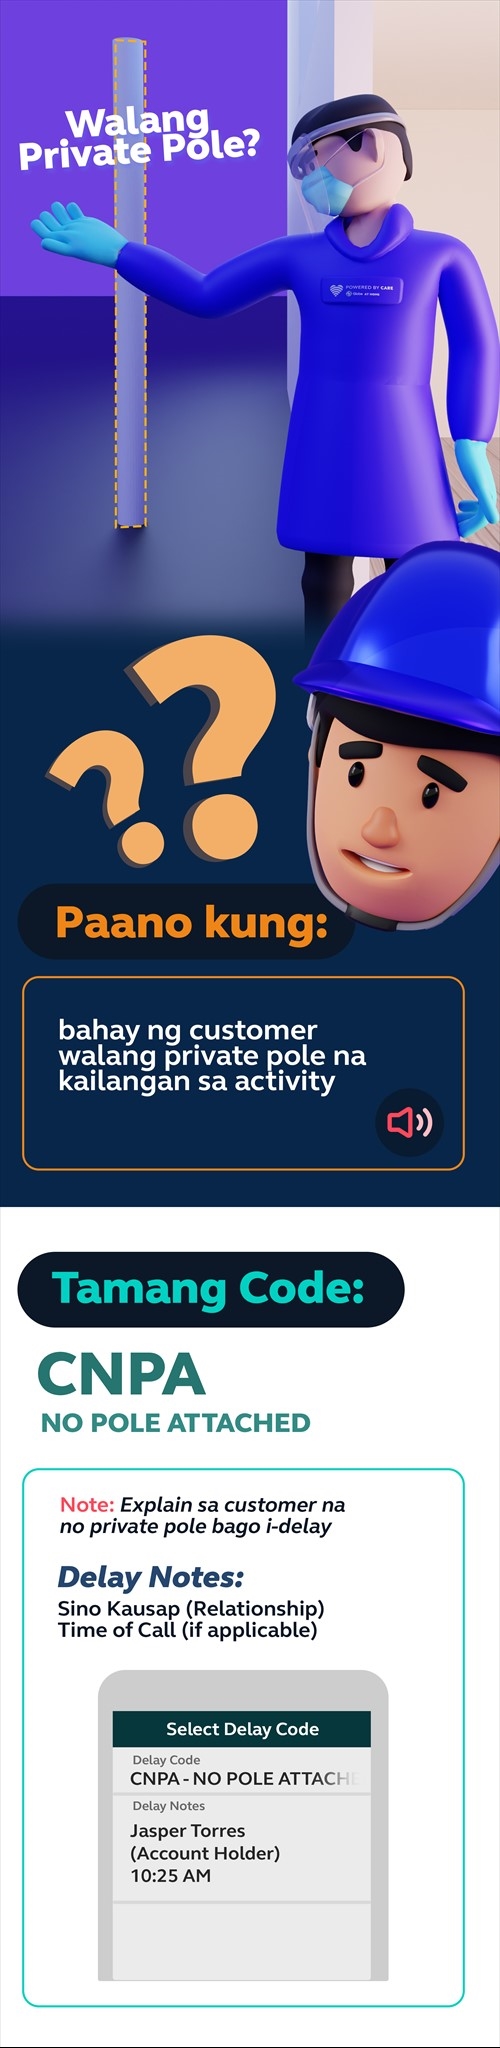 Walang
Private Pole?
POWERED BY CARE
Paano kung:
bahay ng customer
walang private pole na
kailangan sa activity
Tamang Code:
CNPA
NO POLE ATTACHED
Note: Explain sa customer na
no private pole bago i-delay
Delay Notes:
Sino Kausap (Relationship)
Time of Call (if applicable)
Select Delay Code
Delay Code
CNPA - NO POLE ATTACHE
Delay Notes
Jasper Torres
(Account Holder)
10:25 AM